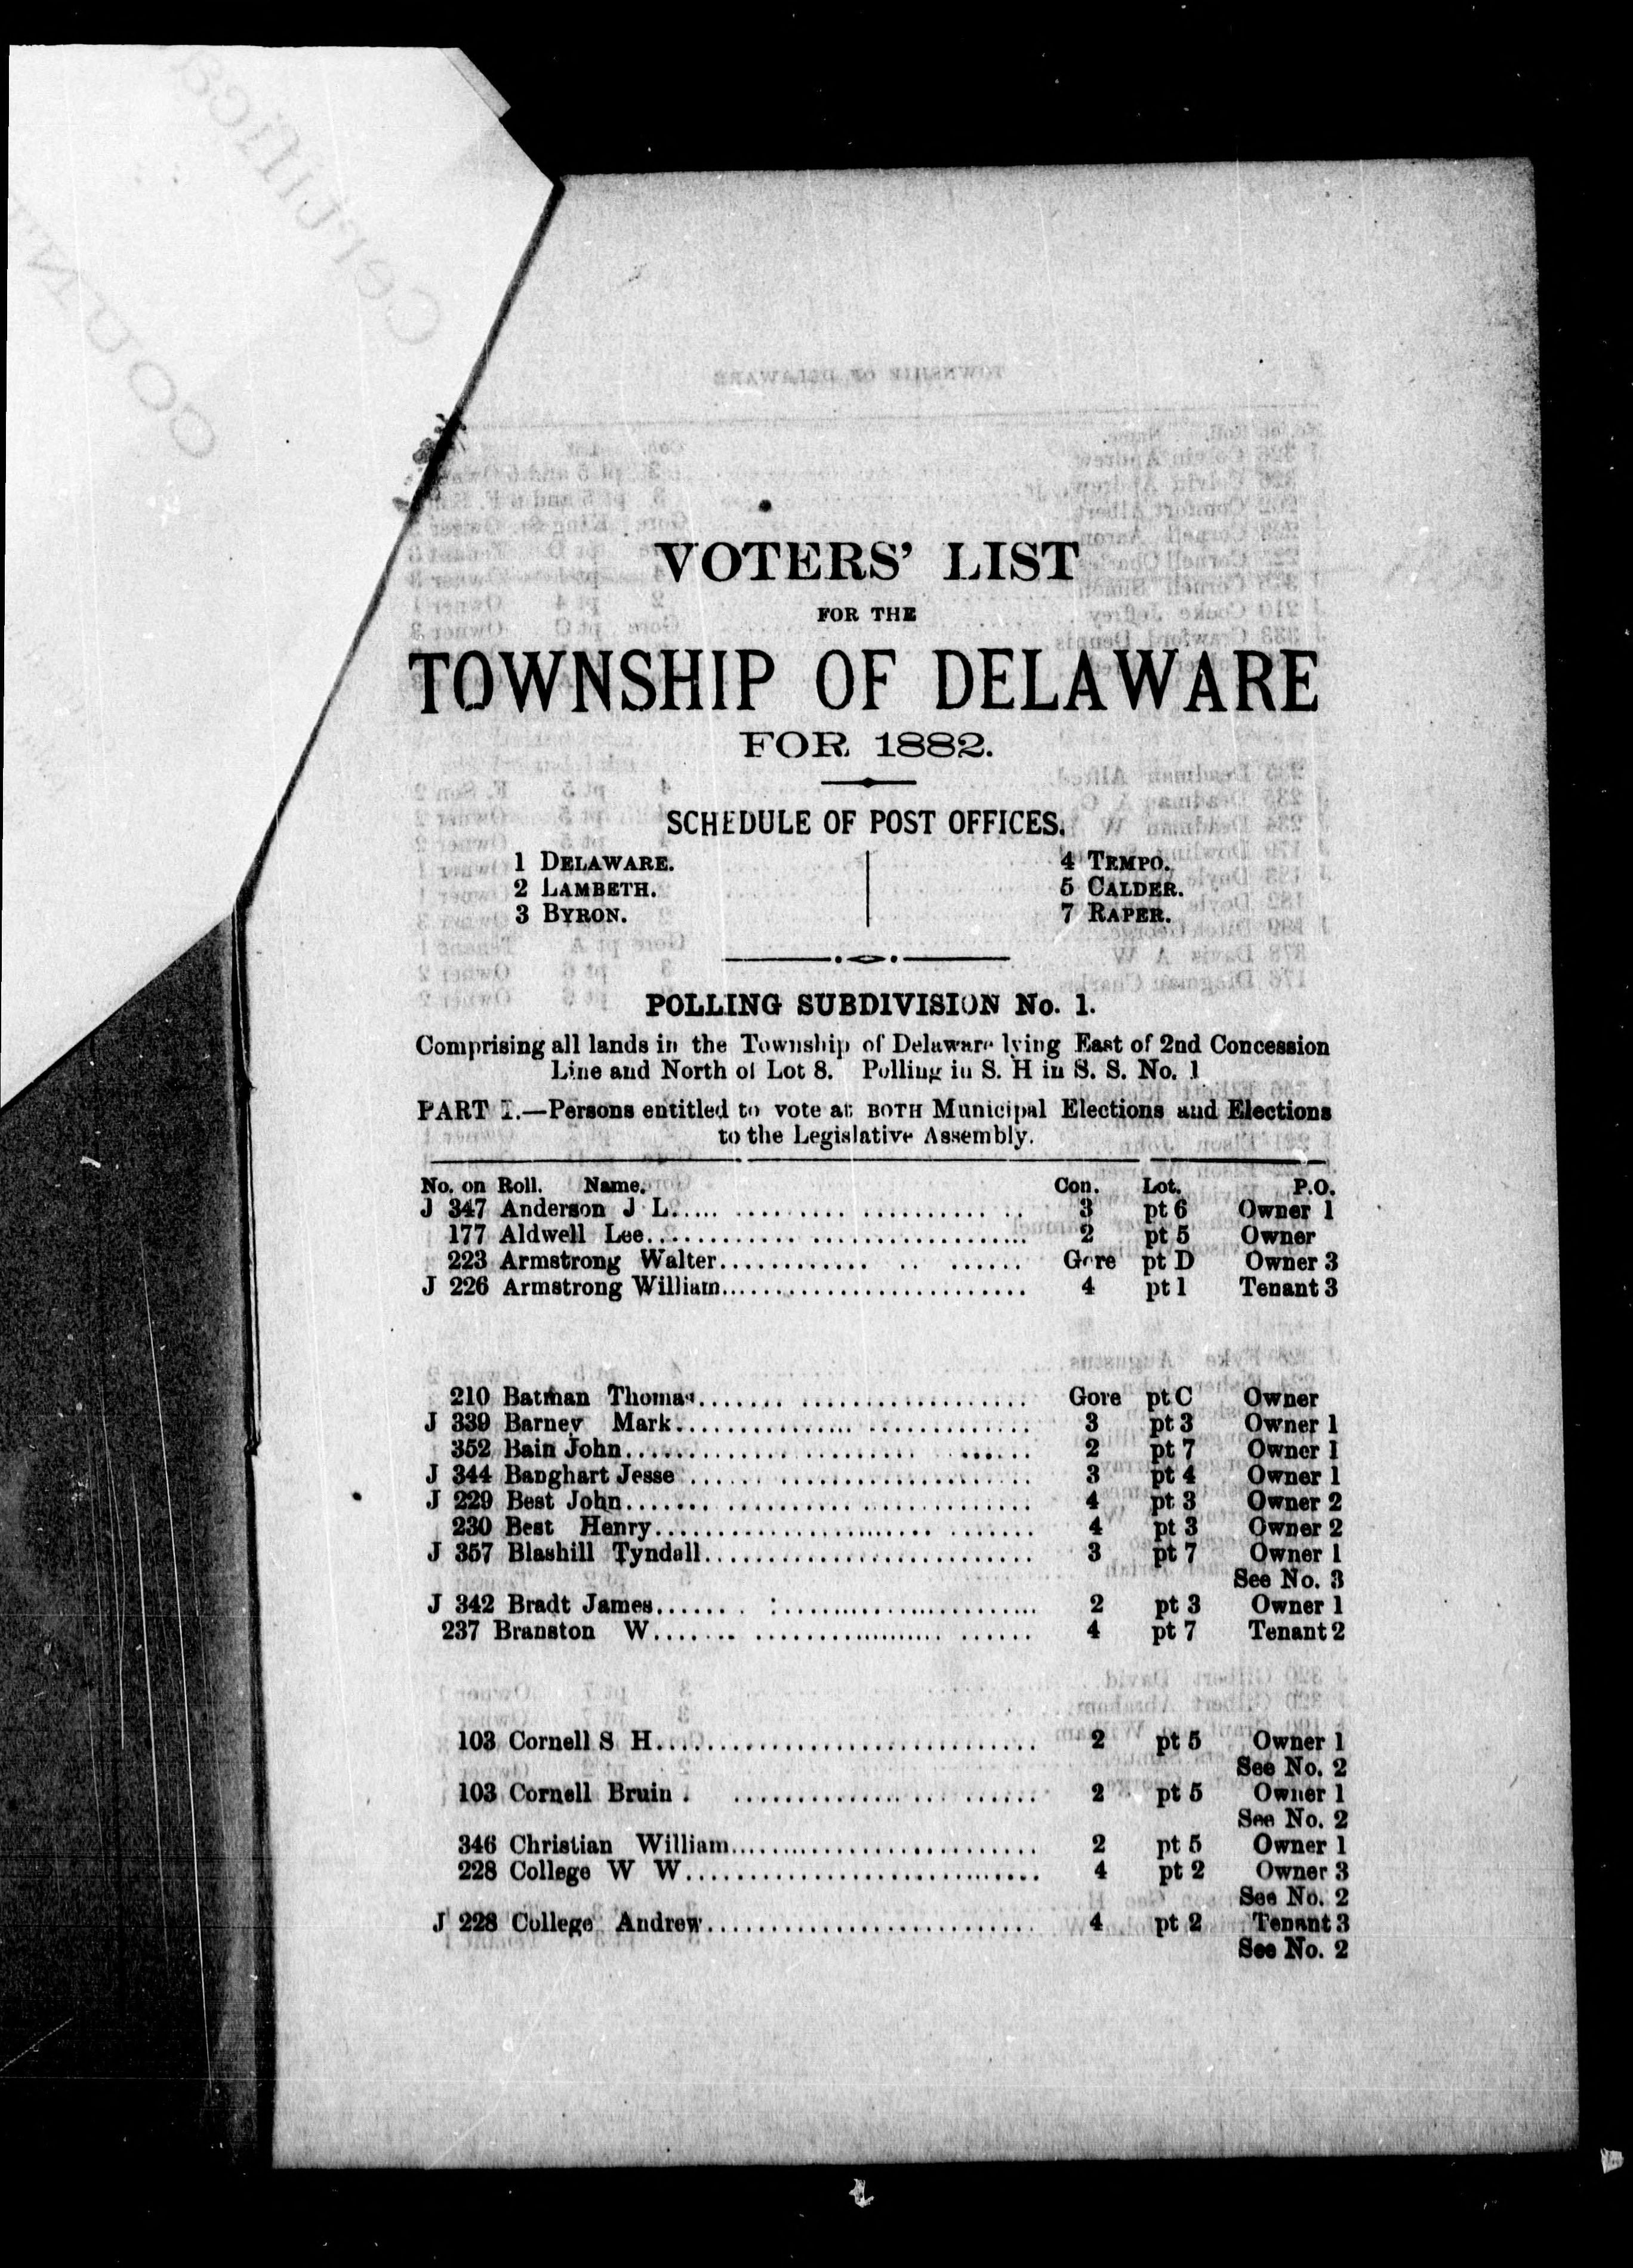 VOTERS' LIST
FOR THE
TOWNSHIP OF DELAWARE
FOR 1882.
SCHEDULE OF POST OFFICES.
1 DELAWARE.
2 LAMBETH.
3 BYRON.
4 TEMPO.
5 CALDER.
7 RAPER.
POLLING SUBDIVISION No. 1.
Comprising all lands in the Township of Delaware lying East of 2nd Concession
Line and North of Lot 8. Polling in S. H in S. S. No. 1
PART I.—Persons entitled to vote at BOTH Municipal Elections and Elections
to the Legislative Assembly.
No. on Roll. Name. Con. Lot. P.O.
J 347 Anderson J L........................ 3 pt 6 Owner 1
177 Aldwell Lee........................ 2 pt 5 Owner
223 Armstrong Walter........................ Gore pt D Owner 3
J 226 Armstrong William........................ 4 pt 1 Tenant 3
210 Batman Thomas........................ Gore pt C Owner
J 339 Barney Mark........................ 3 pt 3 Owner 1
352 Bain John........................ 2 pt 7 Owner 1
J 344 Banghart Jesse........................ 3 pt 4 Owner 1
J 229 Best John........................ 4 pt 3 Owner 2
230 Best Henry........................ 4 pt 3 Owner 2
J 357 Blashill Tyndall........................ 3 pt 7 Owner 1
See No. 3
J 342 Bradt James........................ 2 pt 3 Owner 1
237 Branston W........................ 4 pt 7 Tenant 2
103 Cornell S H........................ 2 pt 5 Owner 1
See No. 2
103 Cornell Bruin........................ 2 pt 5 Owner 1
See No. 2
346 Christian William........................ 2 pt 5 Owner 1
228 College W W........................ 4 pt 2 Owner 3
See No. 2
J 228 College Andrew........................ 4 pt 2 Tenant 3
See No. 2